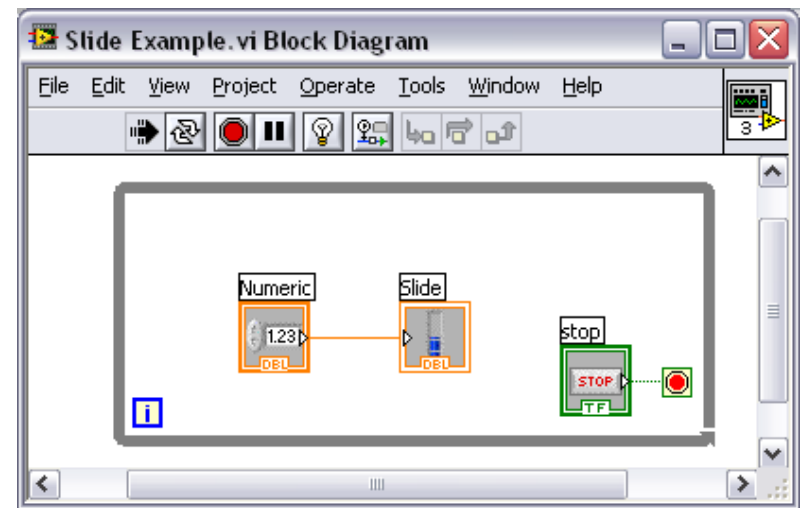 Slide Example.vi Block Diagram
File Edit View Project Operate Tools Window Help
3
Numeric
Slide
1.23
DBL
DBL
stop
STOP
TF
i